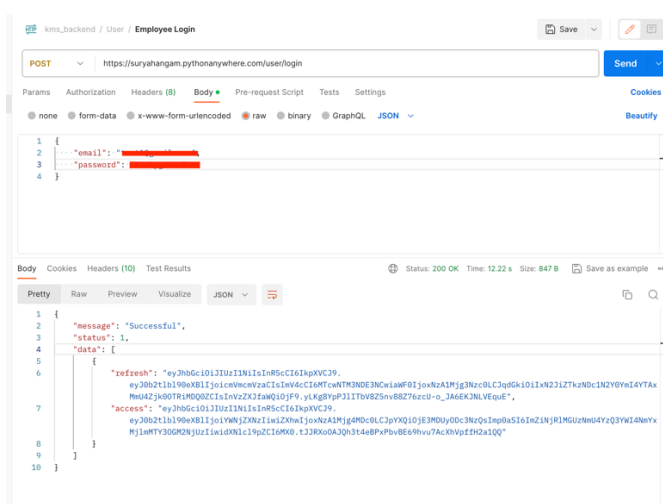 kms_backend / User / Employee Login
Save
POST
https://suryahangam.pythonanywhere.com/user/login
Send
Params Authorization Headers (8) Body Pre-request Script Tests Settings
Cookies
none form-data x-www-form-urlencoded raw binary GraphQL JSON
Beautify
1 {
2 "email": "
3 "password":
4 }
Body Cookies Headers (10) Test Results
Status: 200 OK Time: 12.22 s Size: 847 B Save as example
Pretty Raw Preview Visualize JSON
1 {
2 "message": "Successful",
3 "status": 1,
4 "data": [
5 {
6 "refresh": "eyJhbGciOiJIUzI1NiIsInR5cCI6IkpXVCJ9.
7 "access": "eyJhbGciOiJIUzI1NiIsInR5cCI6IkpXVCJ9.
8 }
9 ]
10 }